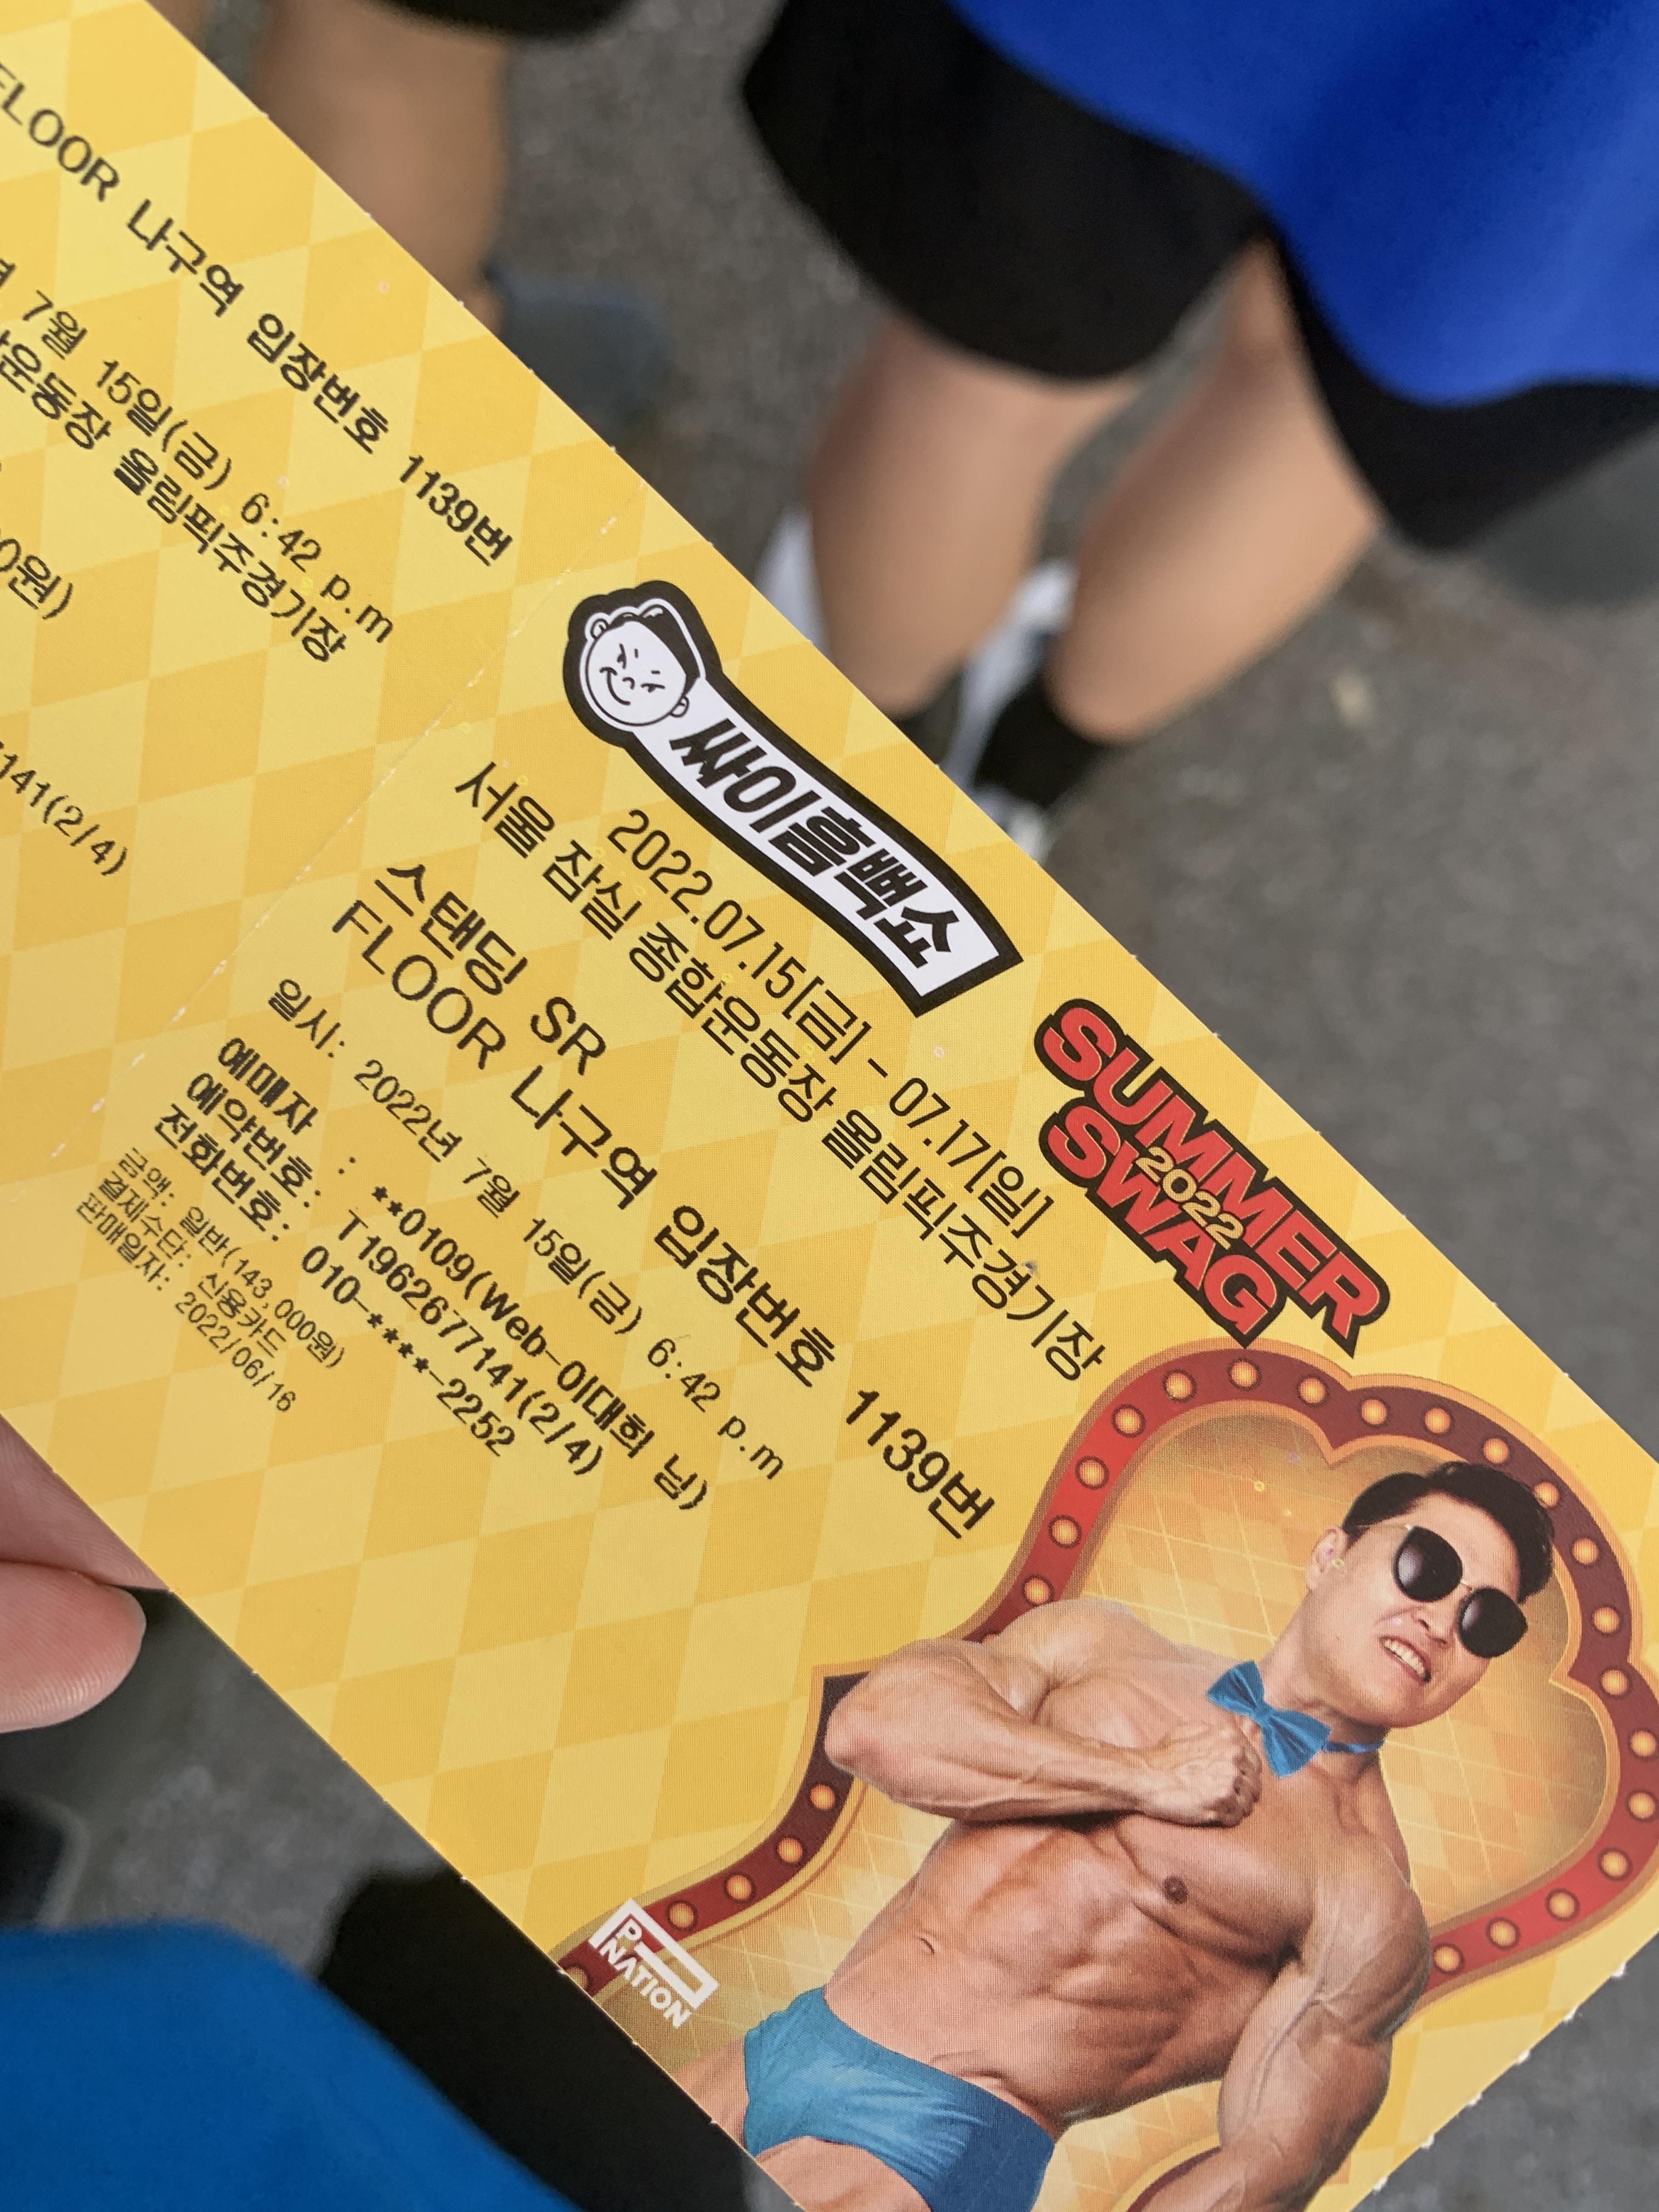 FLOOR 나구역 입장번호 1139번
7월 15일(금) 6:42 p.m
올림픽주경기장
141(2/4)
싸이흠뻑쇼
SUMMER
SWAG
2022
2022.07.15[금] - 07.17[일]
서울 잠실 종합운동장 올림픽주경기장
스탠딩 SR
FLOOR 나구역 입장번호 1139번
일시: 2022년 7월 15일(금) 6:42 p.m
예매자 : **0109(Web-이대희 님)
예약번호: T1962677141(2/4)
전화번호: 010-****-2252
금액: 일반(143,000원)
결제수단: 신용카드
판매일자: 2022/06/16
P NATION